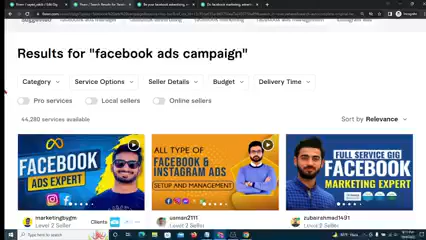 Results for "facebook ads campaign"
Category
Service Options
Seller Details
Budget
Delivery Time
Pro services
Local sellers
Online sellers
44,280 services available
Sort by Relevance
FACEBOOK
ADS EXPERT
ALL TYPE OF
FACEBOOK &
INSTAGRAM ADS
SETUP AND MANAGEMENT
FULL SERVICE GIG
FACEBOOK
MARKETING EXPERT
marketingbygm
Level 2 Seller
Clients
usman2111
Level 2 Seller
zubairahmad1491
Level 2 Seller
Type here to search